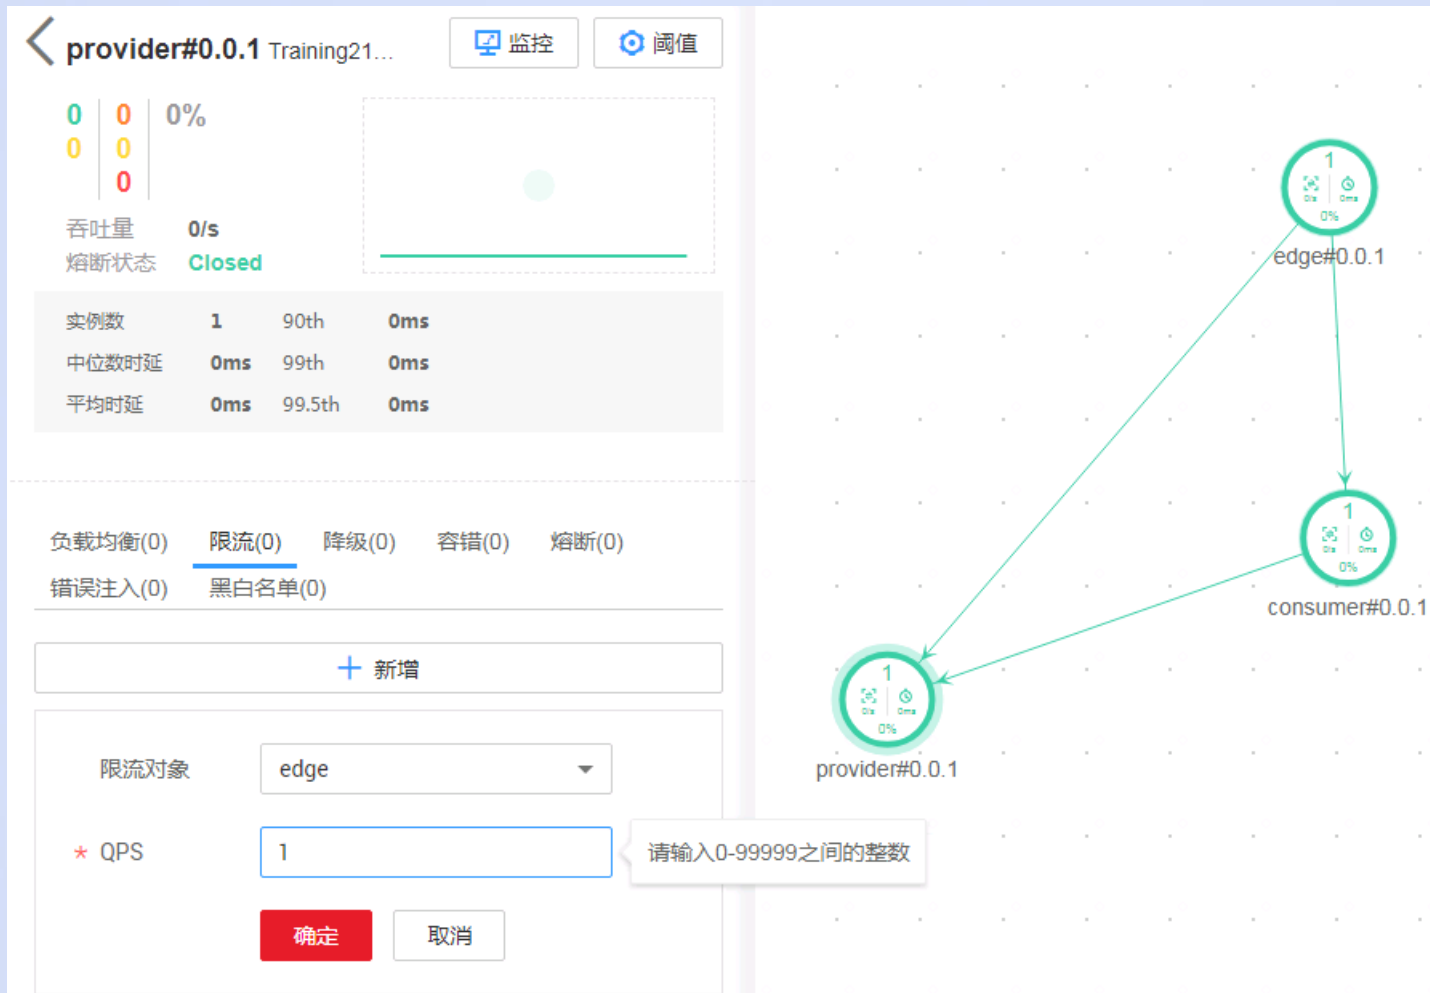 provider#0.0.1 Training21... 监控 阈值
0 0 0%
0 0
0
吞吐量 0/s
熔断状态 Closed
实例数 1 90th 0ms
中位数时延 0ms 99th 0ms
平均时延 0ms 99.5th 0ms
负载均衡(0) 限流(0) 降级(0) 容错(0) 熔断(0)
错误注入(0) 黑白名单(0)
新增
限流对象 edge
* QPS 1 请输入0-99999之间的整数
确定 取消
1
0/s 0ms
0%
edge#0.0.1
1
0/s 0ms
0%
consumer#0.0.1
1
0/s 0ms
0%
provider#0.0.1